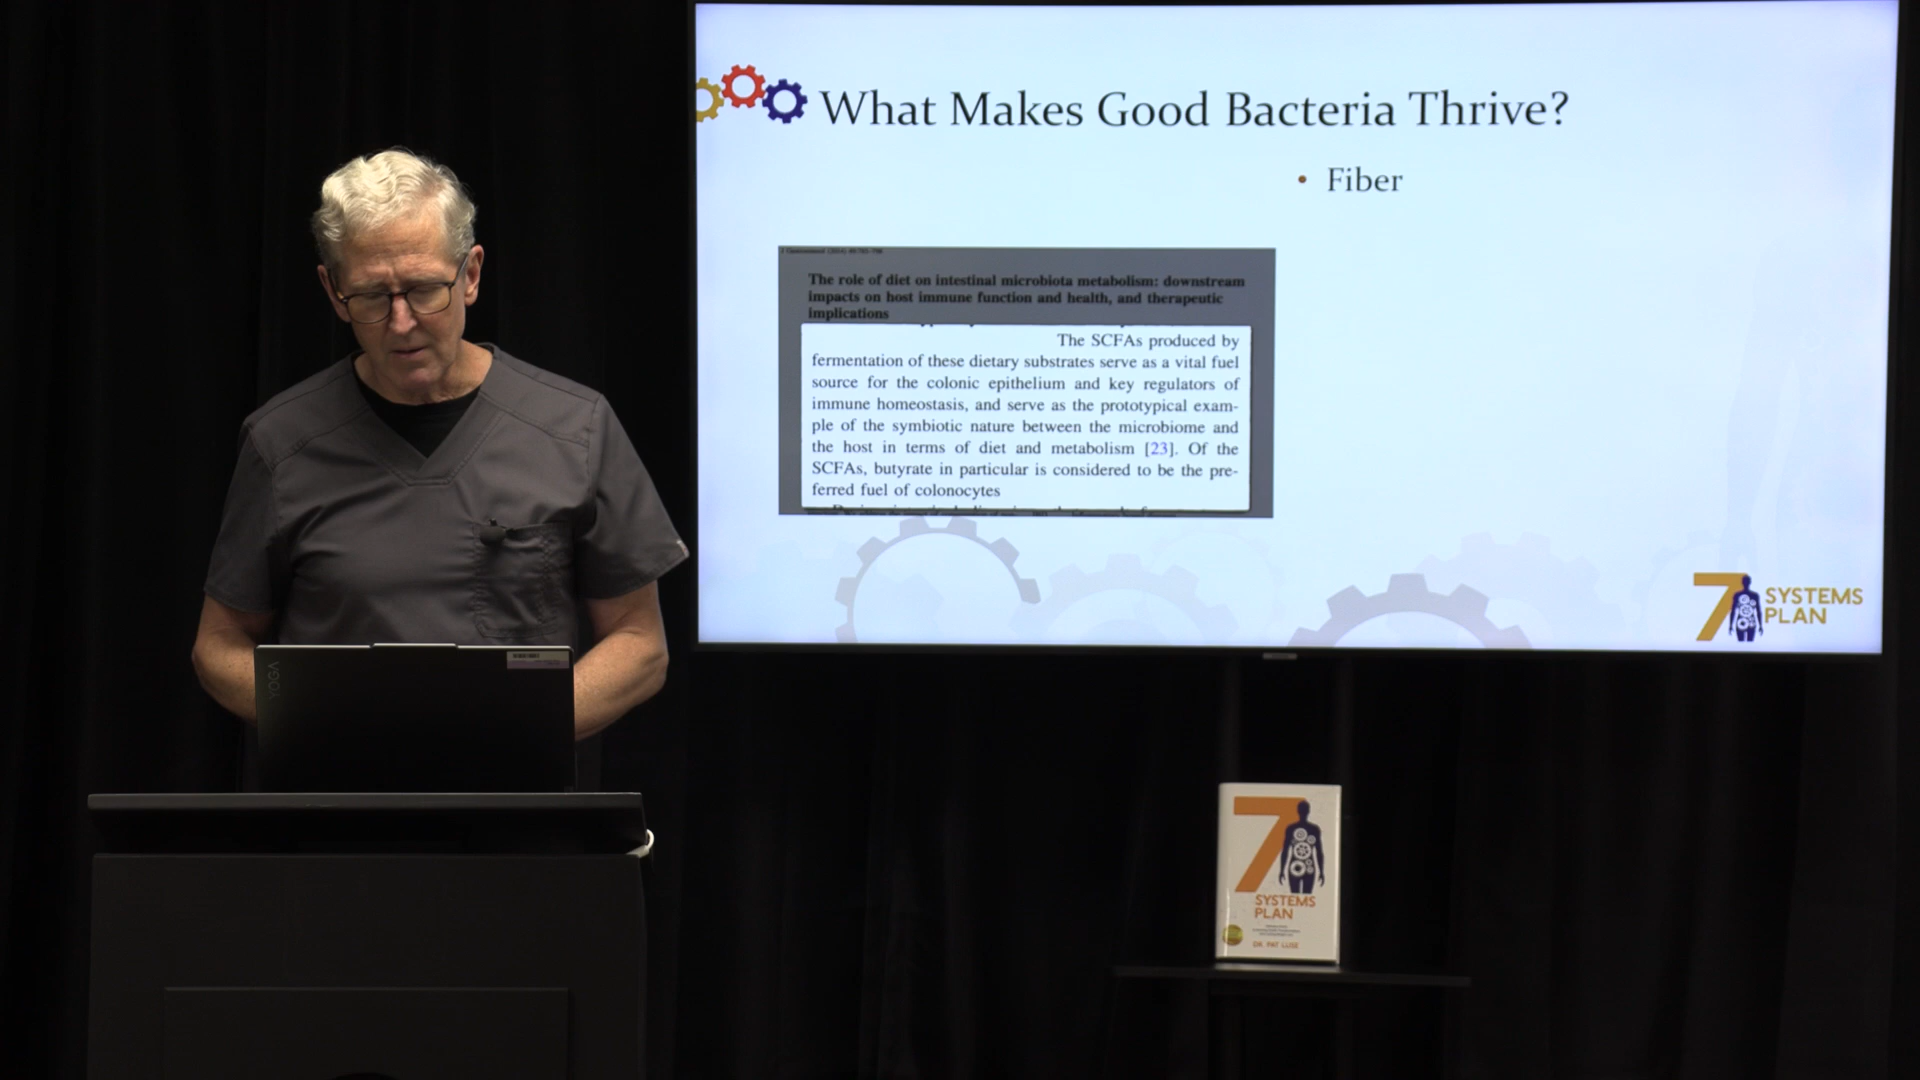 What Makes Good Bacteria Thrive?
• Fiber
The role of diet on intestinal microbiota metabolism: downstream
impacts on host immune function and health, and therapeutic
implications
The SCFAs produced by
fermentation of these dietary substrates serve as a vital fuel
source for the colonic epithelium and key regulators of
immune homeostasis, and serve as the prototypical exam-
ple of the symbiotic nature between the microbiome and
the host in terms of diet and metabolism [23]. Of the
SCFAs, butyrate in particular is considered to be the pre-
ferred fuel of colonocytes
7 SYSTEMS
PLAN
YOGA
7
SYSTEMS
PLAN
DR. PAT LUSE